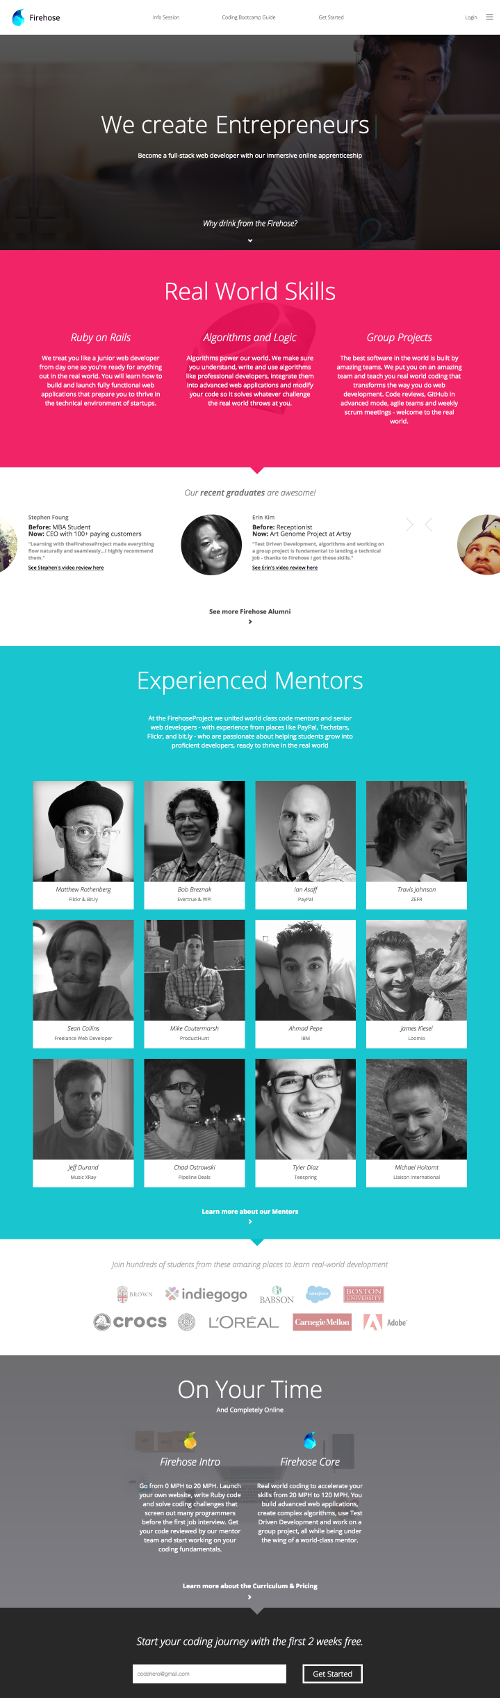 Firehose
Info Session
Coding Bootcamp Guide
Get Started
Login
We create Entrepreneurs
Become a full-stack web developer with our immersive online apprenticeship
Why drink from the Firehose?
Real World Skills
Ruby on Rails
We treat you like a junior web developer
from day one so you're ready for anything
out in the real world. You will learn how to
build and launch fully functional web
applications that prepare you to thrive in
the technical environment of startups.
Algorithms and Logic
Algorithms power our world. We make sure
you understand, write and use algorithms
like professional developers. Integrate them
into advanced web applications and modify
your code so it solves whatever challenge
the real world throws at you.
Group Projects
The best software in the world is built by
amazing teams. We put you on an amazing
team and teach you real world coding that
transforms the way you do web
development. Code reviews, GitHub in
advanced mode, agile teams and weekly
scrum meetings - welcome to the real
world.
Our recent graduates are awesome!
Stephen Foung
Before: MBA Student
Now: CEO with 100+ paying customers
"Learning with theFirehoseProject made everything
flow naturally and seamlessly...I highly recommend
them."
See Stephen's video review here
Erin Kim
Before: Receptionist
Now: Art Genome Project at Artsy
"Test Driven Development, algorithms and working on
a group project is fundamental to landing a technical
job - thanks to Firehose I got these skills."
See Erin's video review here
See more Firehose Alumni
Experienced Mentors
At the FirehoseProject we united world class code mentors and senior
web developers - with experience from places like PayPal, Techstars,
Flickr, and bit.ly - who are passionate about helping students grow into
proficient developers, ready to thrive in the real world
Matthew Rothenberg
Flickr & Bit.ly
Bob Breznak
Evertrue & WPI
Ian Asaff
PayPal
Travis Johnson
ZEFR
Sean Collins
Freelance Web Developer
Mike Coutermarsh
ProductHunt
Ahmad Pepe
IBM
James Kiesel
Loomio
Jeff Durand
Music XRay
Chad Ostrowski
Pipeline Deals
Tyler Diaz
Teespring
Michael Hokomt
Liaison International
Learn more about our Mentors
Join hundreds of students from these amazing places to learn real-world development
BROWN
indiegogo
BABSON
salesforce
BOSTON
UNIVERSITY
crocs
L'ORÉAL
Carnegie Mellon
Adobe
On Your Time
And Completely Online
Firehose Intro
Go from 0 MPH to 20 MPH. Launch
your own website, write Ruby code
and solve coding challenges that
screen out many programmers
before the first job interview. Get
your code reviewed by our mentor
team and start working on your
coding fundamentals.
Firehose Core
Real world coding to accelerate your
skills from 20 MPH to 120 MPH. You
build advanced web applications,
create complex algorithms, use Test
Driven Development and work on a
group project, all while being under
the wing of a world-class mentor.
Learn more about the Curriculum & Pricing
Start your coding journey with the first 2 weeks free.
codehero@gmail.com
Get Started